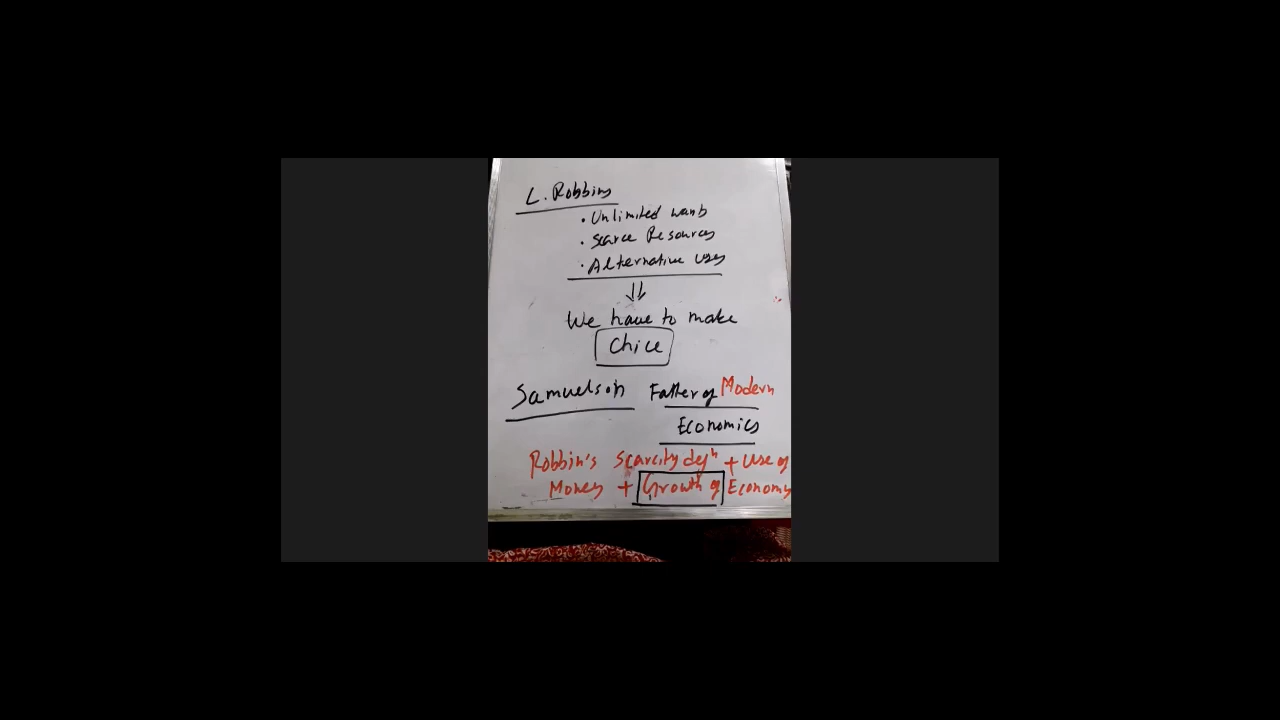 L. Robbins
• Unlimited wants
• Scarce Resources
• Alternative uses
⇓
We have to make
Chice
Samuelson Father of Modern
Economics
Robbin's Scarcity defⁿ + Use of
Money + Growth of Economy